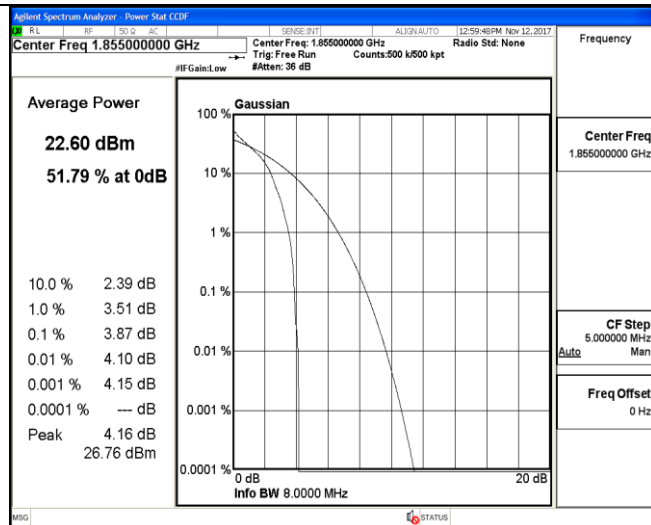 Agilent Spectrum Analyzer - Power Stat CCDF
RL RF 50 Ω AC SENSE:INT ALIGN AUTO 12:59:48PM Nov 12, 2017
Center Freq 1.855000000 GHz
Center Freq: 1.855000000 GHz Radio Std: None
Trig: Free Run Counts:500 k/500 kpt
#IFGain:Low #Atten: 36 dB
Frequency
Average Power
22.60 dBm
51.79 % at 0dB
10.0 % 2.39 dB
1.0 % 3.51 dB
0.1 % 3.87 dB
0.01 % 4.10 dB
0.001 % 4.15 dB
0.0001 % --- dB
Peak 4.16 dB
26.76 dBm
Gaussian
100 %
10 %
1 %
0.1 %
0.01 %
0.001 %
0.0001 %
0 dB 20 dB
Info BW 8.0000 MHz
Center Freq
1.855000000 GHz
CF Step
5.000000 MHz
Auto Man
Freq Offset
0 Hz
MSG STATUS